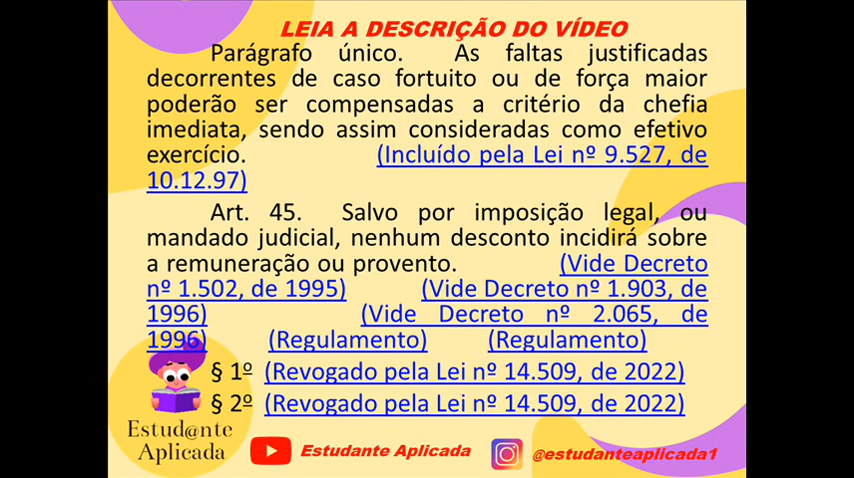 LEIA A DESCRIÇÃO DO VÍDEO
Parágrafo único. As faltas justificadas
decorrentes de caso fortuito ou de força maior
poderão ser compensadas a critério da chefia
imediata, sendo assim consideradas como efetivo
exercício. (Incluído pela Lei nº 9.527, de
10.12.97)
Art. 45. Salvo por imposição legal, ou
mandado judicial, nenhum desconto incidirá sobre
a remuneração ou provento. (Vide Decreto
nº 1.502, de 1995) (Vide Decreto nº 1.903, de
1996) (Vide Decreto nº 2.065, de
1996) (Regulamento) (Regulamento)
§ 1º (Revogado pela Lei nº 14.509, de 2022)
§ 2º (Revogado pela Lei nº 14.509, de 2022)
Estud@nte
Aplicada
Estudante Aplicada
@estudanteaplicada1